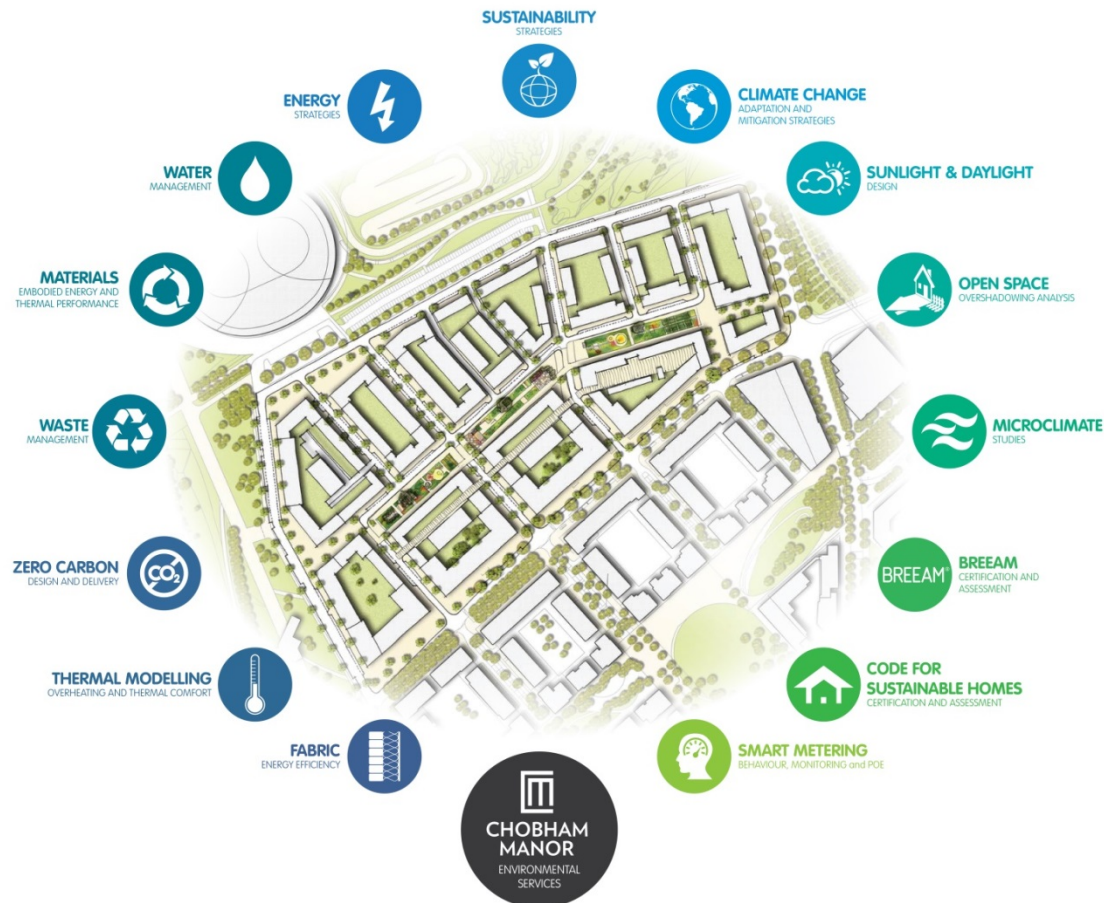 SUSTAINABILITY
STRATEGIES
ENERGY
STRATEGIES
CLIMATE CHANGE
ADAPTATION AND
MITIGATION STRATEGIES
WATER
MANAGEMENT
SUNLIGHT & DAYLIGHT
DESIGN
MATERIALS
EMBODIED ENERGY AND
THERMAL PERFORMANCE
OPEN SPACE
OVERSHADOWING ANALYSIS
WASTE
MANAGEMENT
MICROCLIMATE
STUDIES
ZERO CARBON
DESIGN AND DELIVERY
CO2
BREEAM®
BREEAM
CERTIFICATION AND
ASSESSMENT
THERMAL MODELLING
OVERHEATING AND THERMAL COMFORT
CODE FOR
SUSTAINABLE HOMES
CERTIFICATION AND ASSESSMENT
FABRIC
ENERGY EFFICIENCY
SMART METERING
BEHAVIOUR, MONITORING and POE
CHOBHAM
MANOR
ENVIRONMENTAL
SERVICES